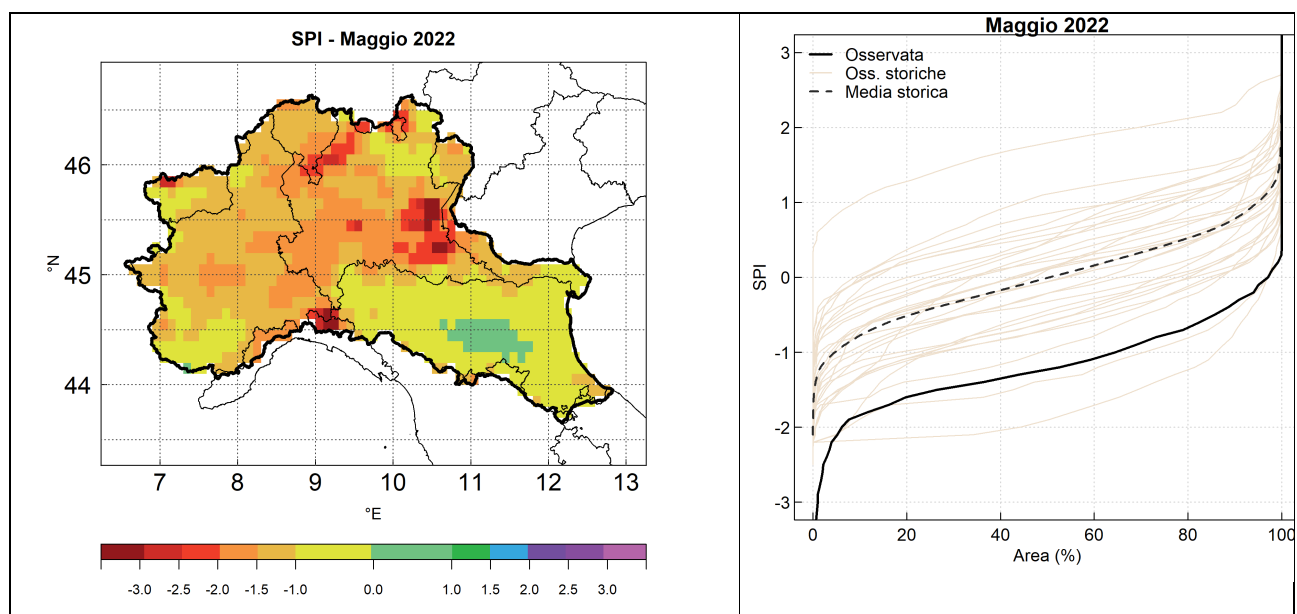 SPI - Maggio 2022
46
45
44
°N
7 8 9 10 11 12 13
°E
-3.0 -2.5 -2.0 -1.5 -1.0 0.0 1.0 1.5 2.0 2.5 3.0
Maggio 2022
Osservata
Oss. storiche
Media storica
3
2
1
0
-1
-2
-3
SPI
0 20 40 60 80 100
Area (%)